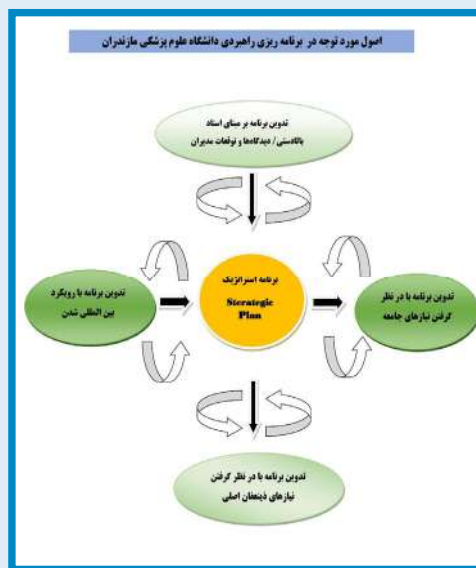 اصول مورد توجه در برنامه ریزی راهبردی دانشگاه علوم پزشکی مازندران
تدوین برنامه بر مبنای اسناد
بالادستی / دیدگاه‌ها و توقعات مدیران
برنامه استراتژیک
Sterategic
Plan
تدوین برنامه با در نظر
گرفتن نیازهای جامعه
تدوین برنامه با رویکرد
بین المللی شدن
تدوین برنامه با در نظر گرفتن
نیازهای ذینفعان اصلی